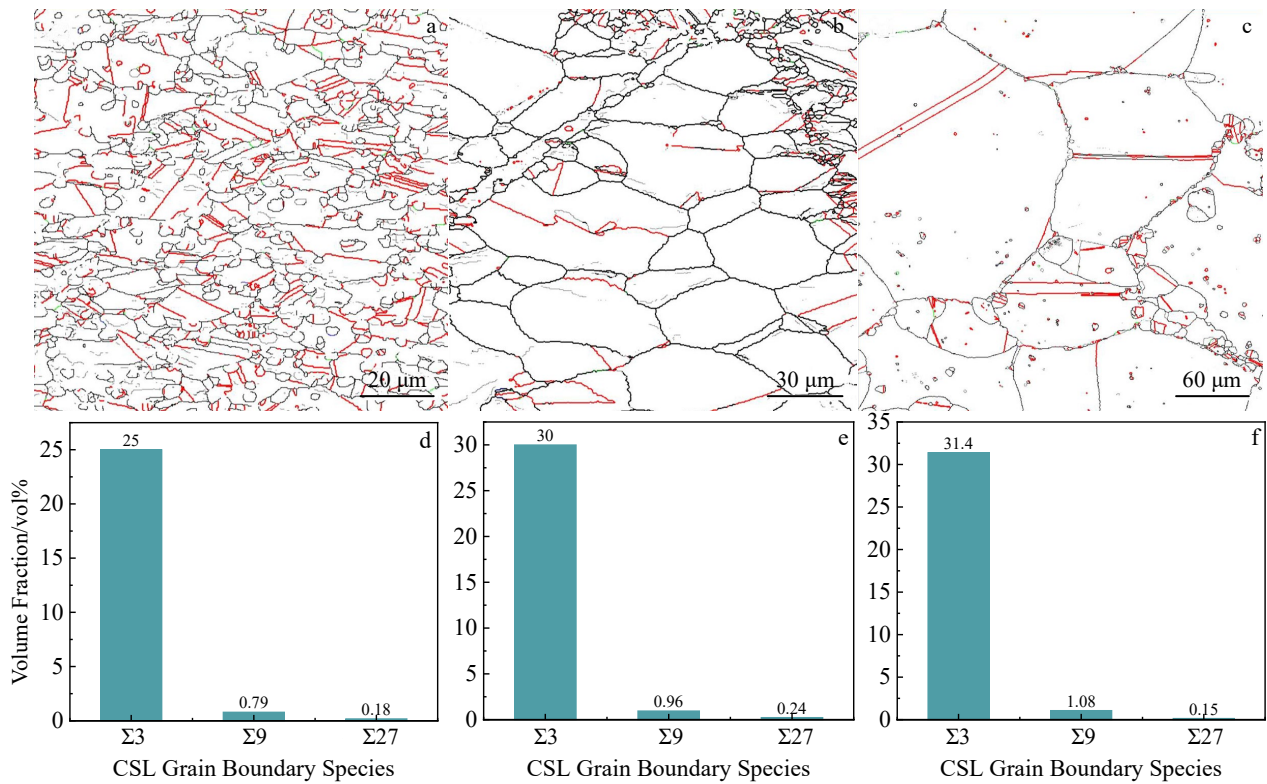 a
b
c
20 μm
30 μm
60 μm
d
25
20
15
10
5
0
25
0.79
0.18
Σ3
Σ9
Σ27
Volume Fraction/vol%
CSL Grain Boundary Species
e
30
25
20
15
10
5
0
30
0.96
0.24
Σ3
Σ9
Σ27
CSL Grain Boundary Species
f
35
30
25
20
15
10
5
0
31.4
1.08
0.15
Σ3
Σ9
Σ27
CSL Grain Boundary Species